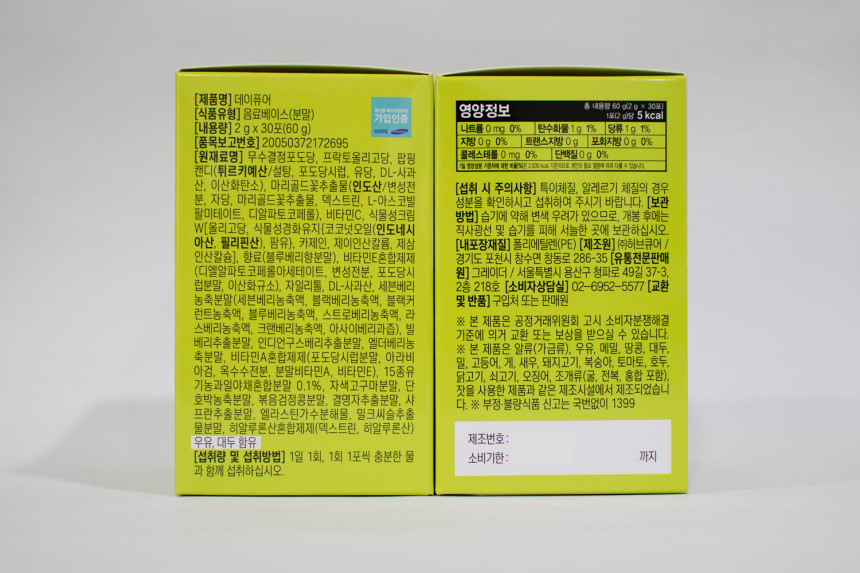 [제품명] 데이퓨어
[식품유형] 음료베이스(분말)
[내용량] 2 g x 30포(60 g)
[품목보고번호] 20050372172695
[원재료명] 무수결정포도당, 프락토올리고당, 팝핑
캔디(튀르키예산/설탕, 포도당시럽, 유당, DL-사과
산, 이산화탄소), 마리골드꽃추출물(인도산/변성전
분, 자당, 마리골드꽃추출물, 덱스트린, L-아스코빌
팔미테이트, 디알파토코페롤), 비타민C, 식물성크림
W[올리고당, 식물성경화유지{코코넛오일(인도네시
아산, 필리핀산), 팜유}, 카제인, 제이인산칼륨, 제삼
인산칼슘], 향료(블루베리향분말), 비타민E혼합제제
(디엘알파토코페롤아세테이트, 변성전분, 포도당시
럽분말, 이산화규소), 자일리톨, DL-사과산, 세븐베리
농축분말(세븐베리농축액, 블랙베리농축액, 블랙커
런트농축액, 블루베리농축액, 스트로베리농축액, 라
스베리농축액, 크랜베리농축액, 아사이베리과즙), 빌
베리추출분말, 인디언구스베리추출분말, 엘더베리농
축분말, 비타민A혼합제제(포도당시럽분말, 아라비
아검, 옥수수전분, 분말비타민A, 비타민E), 15종유
기농과일야채혼합분말 0.1%, 자색고구마분말, 단
호박농축분말, 볶음검정콩분말, 결명자추출분말, 샤
프란추출분말, 엘라스틴가수분해물, 밀크씨슬추출
물분말, 히알루론산혼합제제(덱스트린, 히알루론산)
우유, 대두 함유
[섭취량 및 섭취방법] 1일 1회, 1회 1포씩 충분한 물
과 함께 섭취하십시오.
가입인증
영양정보
총 내용량 60 g(2 g × 30포)
1포(2 g)당 5 kcal
나트륨 0 mg 0% 탄수화물 1 g 1% 당류 1 g 1%
지방 0 g 0% 트랜스지방 0 g 포화지방 0 g 0%
콜레스테롤 0 mg 0% 단백질 0 g 0%
1일 영양성분 기준치에 대한 비율(%)은 2,000 kcal 기준이므로 개인의 필요 열량에 따라 다를 수 있습니다.
[섭취 시 주의사항] 특이체질, 알레르기 체질의 경우
성분을 확인하시고 섭취하여 주시기 바랍니다. [보관
방법] 습기에 약해 변색 우려가 있으므로, 개봉 후에는
직사광선 및 습기를 피해 서늘한 곳에 보관하십시오.
[내포장재질] 폴리에틸렌(PE) [제조원] ㈜허브큐어 /
경기도 포천시 창수면 창동로 286-35 [유통전문판매
원] 그레이더 / 서울특별시 용산구 청파로 49길 37-3,
2층 218호 [소비자상담실] 02-6952-5577 [교환
및 반품] 구입처 또는 판매원
※ 본 제품은 공정거래위원회 고시 소비자분쟁해결
기준에 의거 교환 또는 보상을 받으실 수 있습니다.
※ 본 제품은 알류(가금류), 우유, 메밀, 땅콩, 대두,
밀, 고등어, 게, 새우, 돼지고기, 복숭아, 토마토, 호두,
닭고기, 쇠고기, 오징어, 조개류(굴, 전복, 홍합 포함),
잣을 사용한 제품과 같은 제조시설에서 제조되었습니
다. ※ 부정·불량식품 신고는 국번없이 1399
제조번호 :
소비기한 : 까지